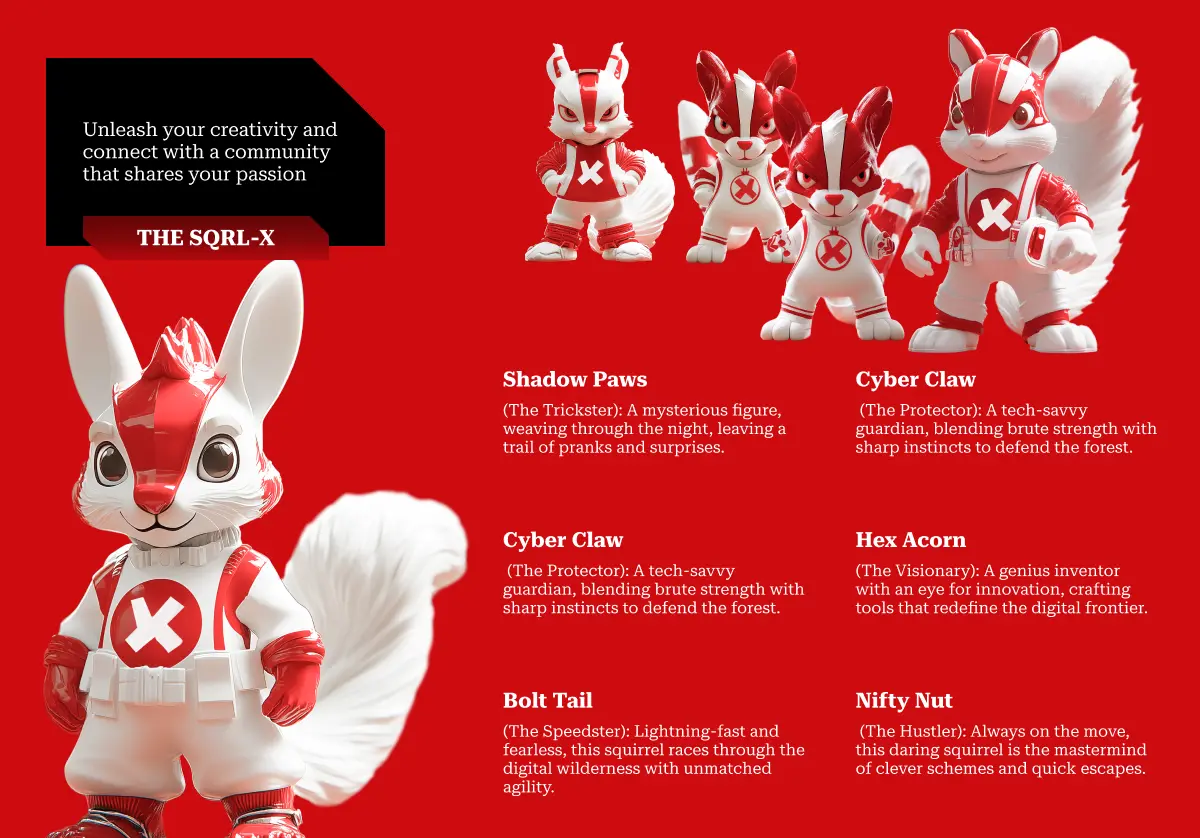 Unleash your creativity and
connect with a community
that shares your passion
THE SQRL-X
X
X
X
X
X
Shadow Paws
(The Trickster): A mysterious figure,
weaving through the night, leaving a
trail of pranks and surprises.
Cyber Claw
(The Protector): A tech-savvy
guardian, blending brute strength with
sharp instincts to defend the forest.
Cyber Claw
(The Protector): A tech-savvy
guardian, blending brute strength with
sharp instincts to defend the forest.
Hex Acorn
(The Visionary): A genius inventor
with an eye for innovation, crafting
tools that redefine the digital frontier.
Bolt Tail
(The Speedster): Lightning-fast and
fearless, this squirrel races through the
digital wilderness with unmatched
agility.
Nifty Nut
(The Hustler): Always on the move,
this daring squirrel is the mastermind
of clever schemes and quick escapes.